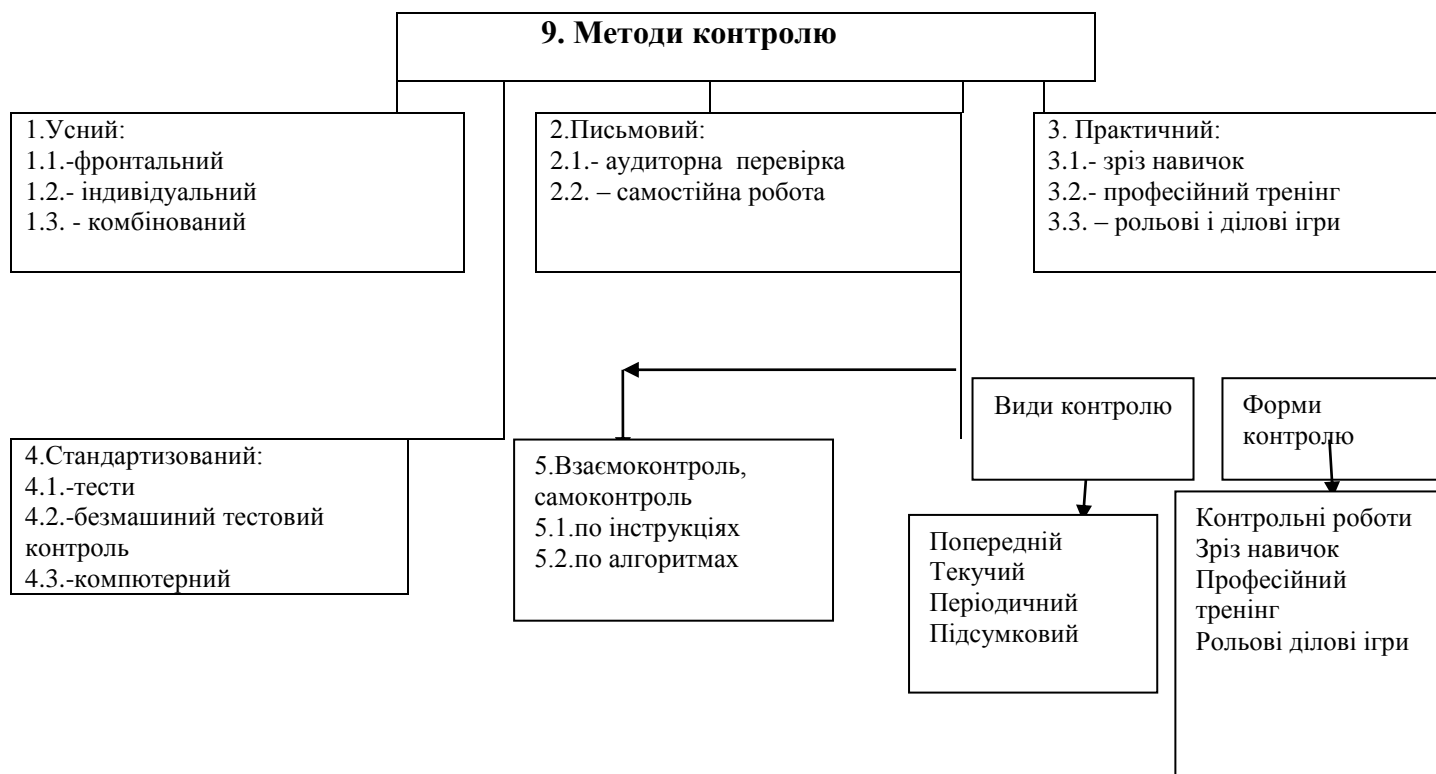 9. Методи контролю
1.Усний:
1.1.-фронтальний
1.2.- індивідуальний
1.3. - комбінований
2.Письмовий:
2.1.- аудиторна перевірка
2.2. – самостійна робота
3. Практичний:
3.1.- зріз навичок
3.2.- професійний тренінг
3.3. – рольові і ділові ігри
4.Стандартизований:
4.1.-тести
4.2.-безмашиний тестовий
контроль
4.3.-компютерний
5.Взаємоконтроль,
самоконтроль
5.1.по інструкціях
5.2.по алгоритмах
Види контролю
Попередній
Текучий
Періодичний
Підсумковий
Форми
контролю
Контрольні роботи
Зріз навичок
Професійний
тренінг
Рольові ділові ігри